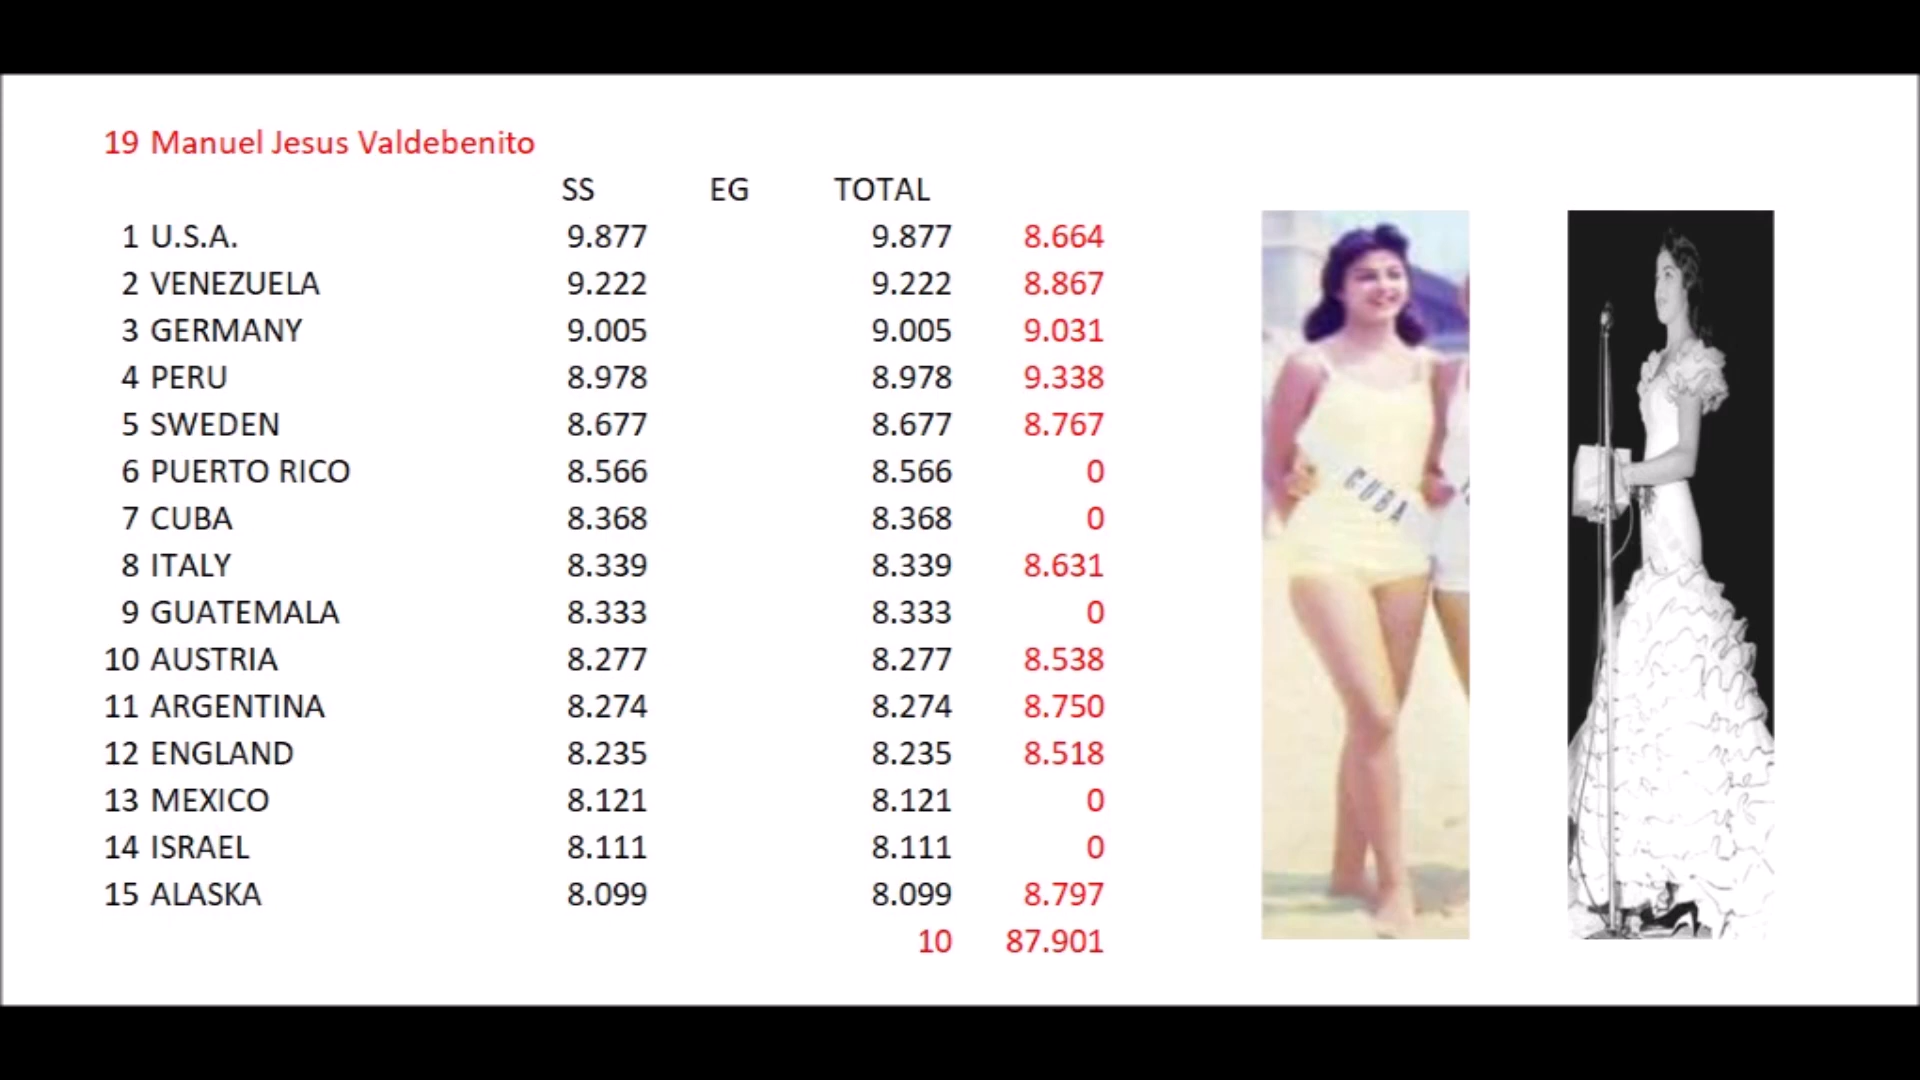 19 Manuel Jesus Valdebenito
SS EG TOTAL
1 U.S.A. 9.877 9.877 8.664
2 VENEZUELA 9.222 9.222 8.867
3 GERMANY 9.005 9.005 9.031
4 PERU 8.978 8.978 9.338
5 SWEDEN 8.677 8.677 8.767
6 PUERTO RICO 8.566 8.566 0
7 CUBA 8.368 8.368 0
8 ITALY 8.339 8.339 8.631
9 GUATEMALA 8.333 8.333 0
10 AUSTRIA 8.277 8.277 8.538
11 ARGENTINA 8.274 8.274 8.750
12 ENGLAND 8.235 8.235 8.518
13 MEXICO 8.121 8.121 0
14 ISRAEL 8.111 8.111 0
15 ALASKA 8.099 8.099 8.797
10 87.901
CUBA